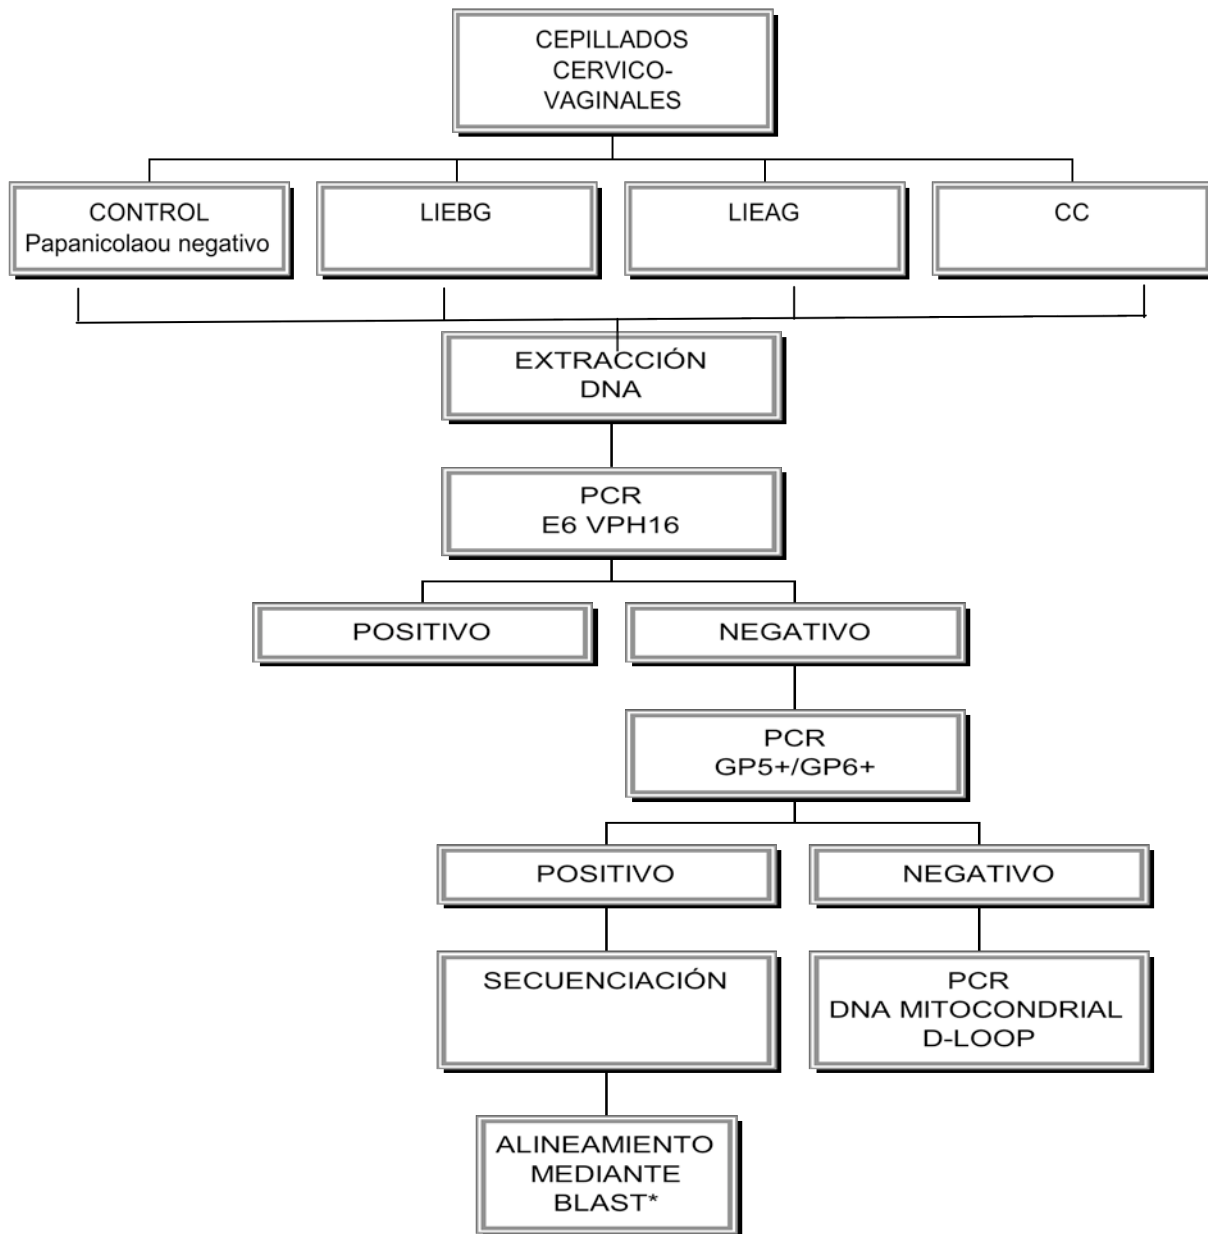 CEPILLADOS
CERVICO-
VAGINALES
CONTROL
Papanicolaou negativo
LIEBG
LIEAG
CC
EXTRACCIÓN
DNA
PCR
E6 VPH16
POSITIVO
NEGATIVO
PCR
GP5+/GP6+
POSITIVO
NEGATIVO
SECUENCIACIÓN
PCR
DNA MITOCONDRIAL
D-LOOP
ALINEAMIENTO
MEDIANTE
BLAST*